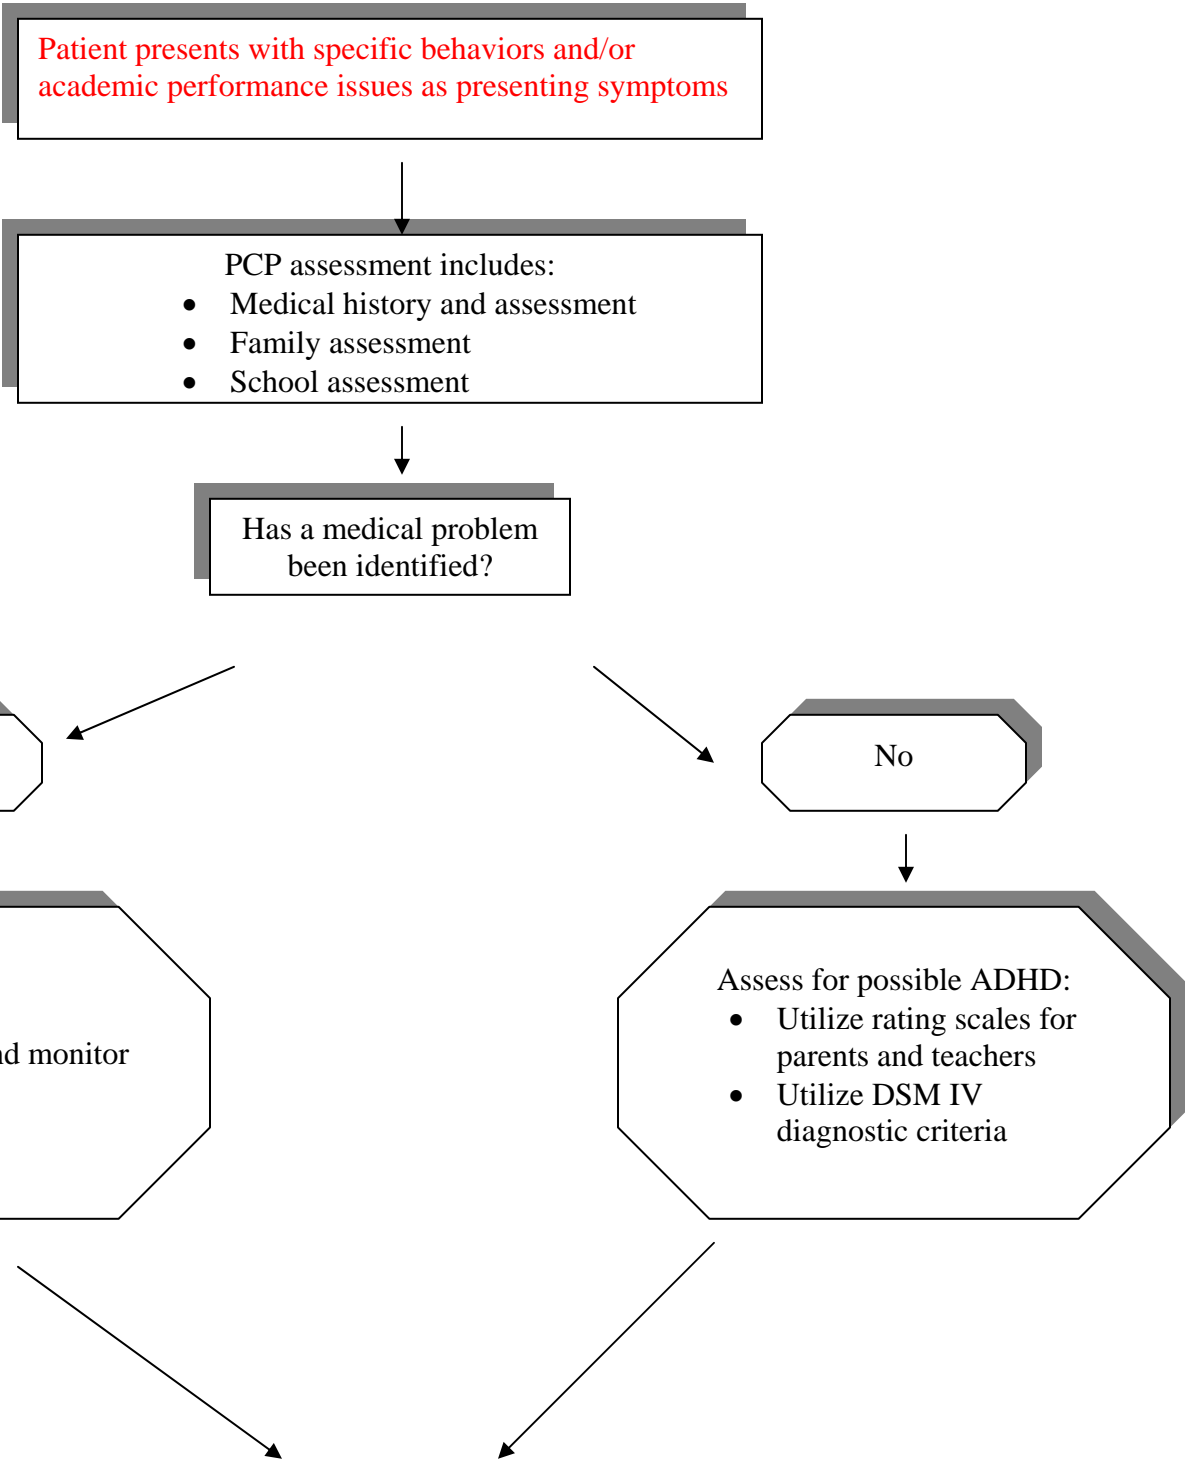 Patient presents with specific behaviors and/or
academic performance issues as presenting symptoms
PCP assessment includes:
• Medical history and assessment
• Family assessment
• School assessment
Has a medical problem
been identified?
No
Assess for possible ADHD:
• Utilize rating scales for
parents and teachers
• Utilize DSM IV
diagnostic criteria
monitor